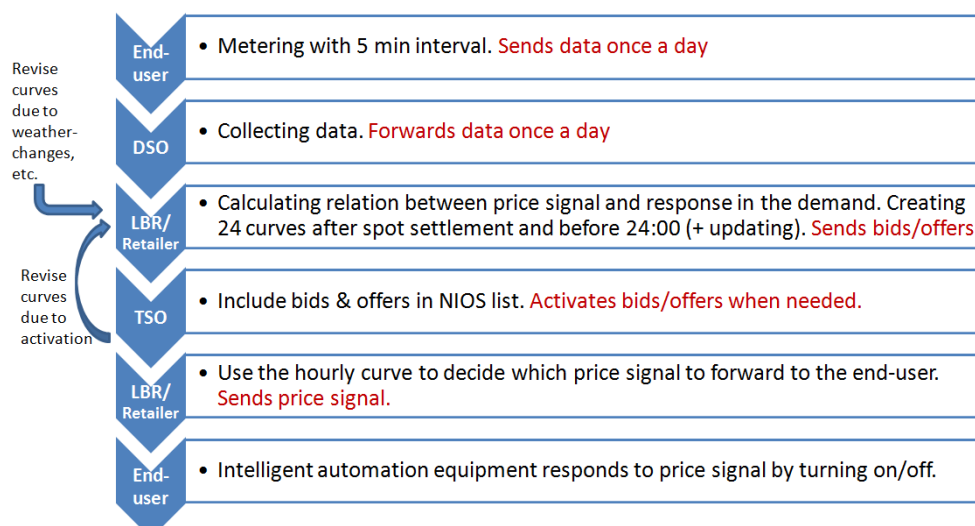 End-
user
• Metering with 5 min interval. Sends data once a day
Revise
curves
due to
weather-
changes,
etc.
DSO
• Collecting data. Forwards data once a day
LBR/
Retailer
• Calculating relation between price signal and response in the demand. Creating
24 curves after spot settlement and before 24:00 (+ updating). Sends bids/offers
Revise
curves
due to
activation
TSO
• Include bids & offers in NIOS list. Activates bids/offers when needed.
LBR/
Retailer
• Use the hourly curve to decide which price signal to forward to the end-user.
Sends price signal.
End-
user
• Intelligent automation equipment responds to price signal by turning on/off.